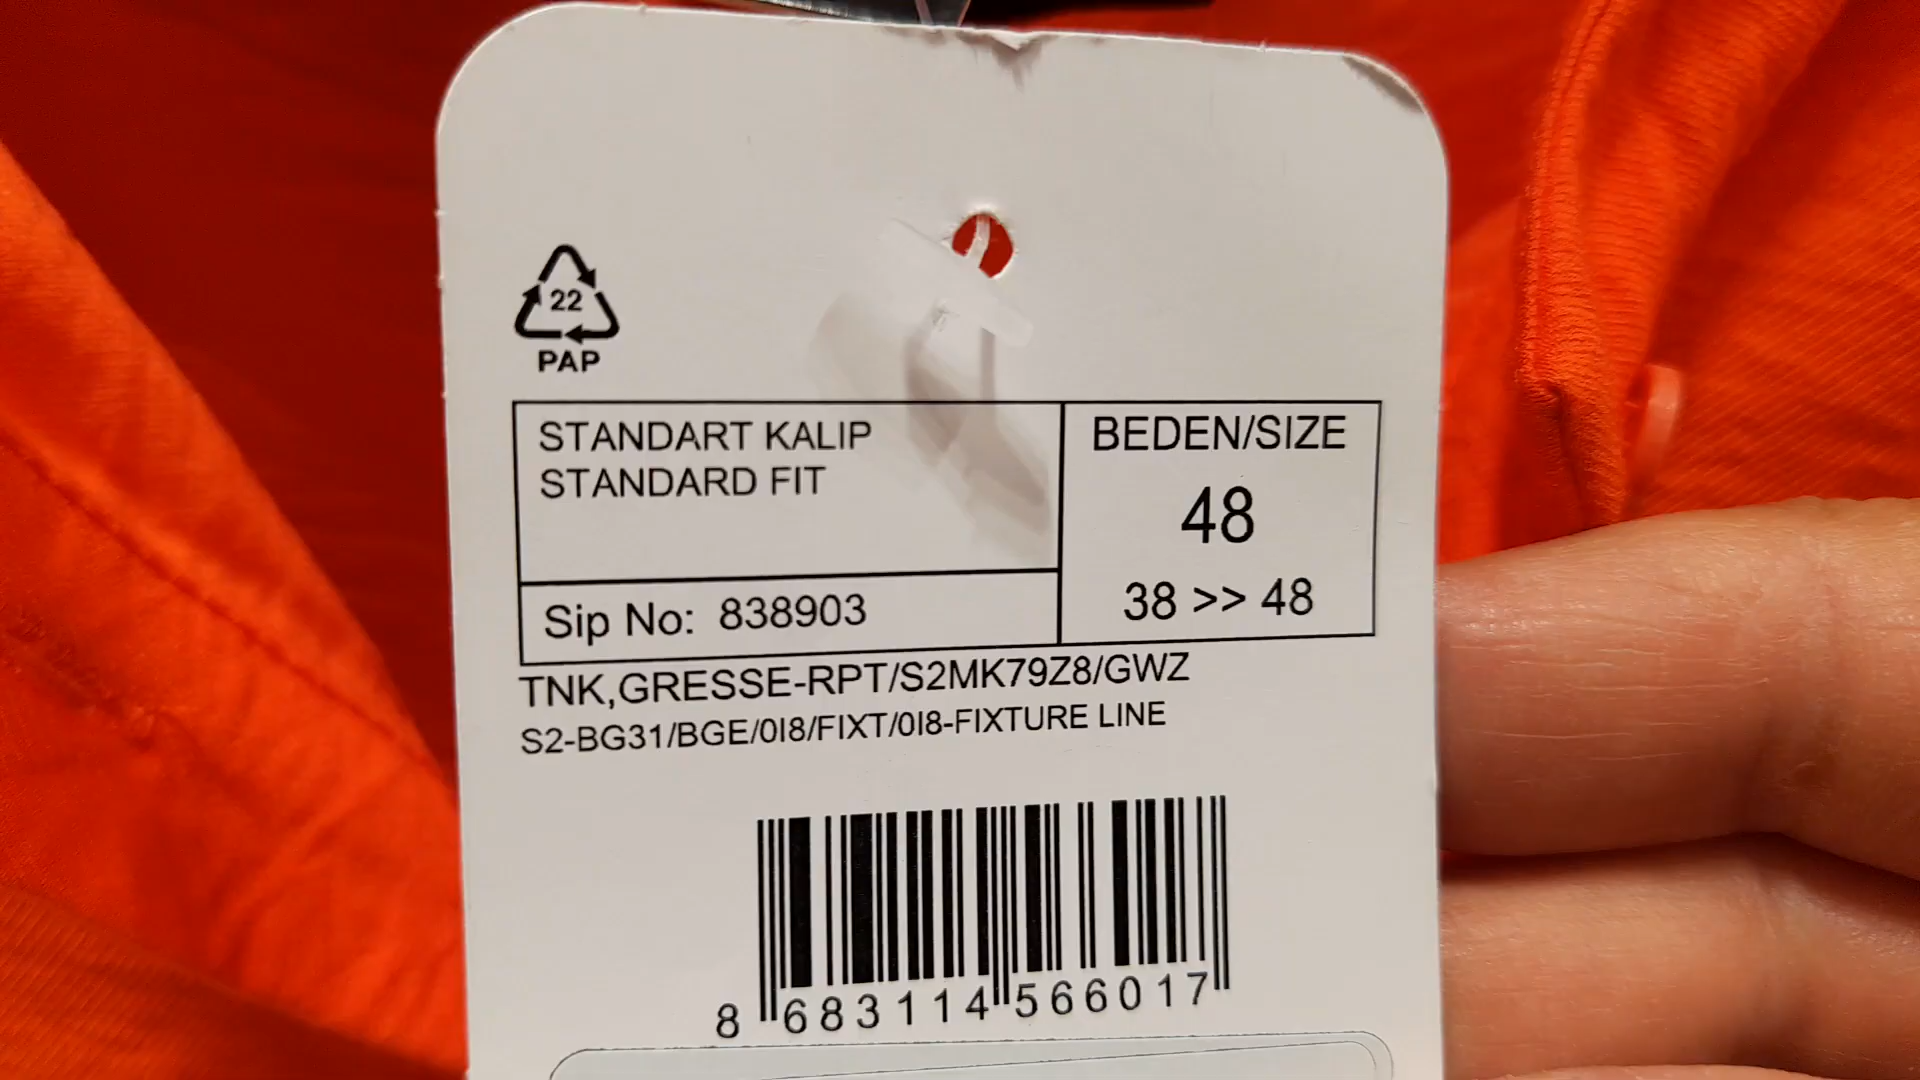 22
PAP
STANDART KALIP
STANDARD FIT
BEDEN/SIZE
48
38 >> 48
Sip No: 838903
TNK,GRESSE-RPT/S2MK79Z8/GWZ
S2-BG31/BGE/0I8/FIXT/0I8-FIXTURE LINE
8 683114 566017